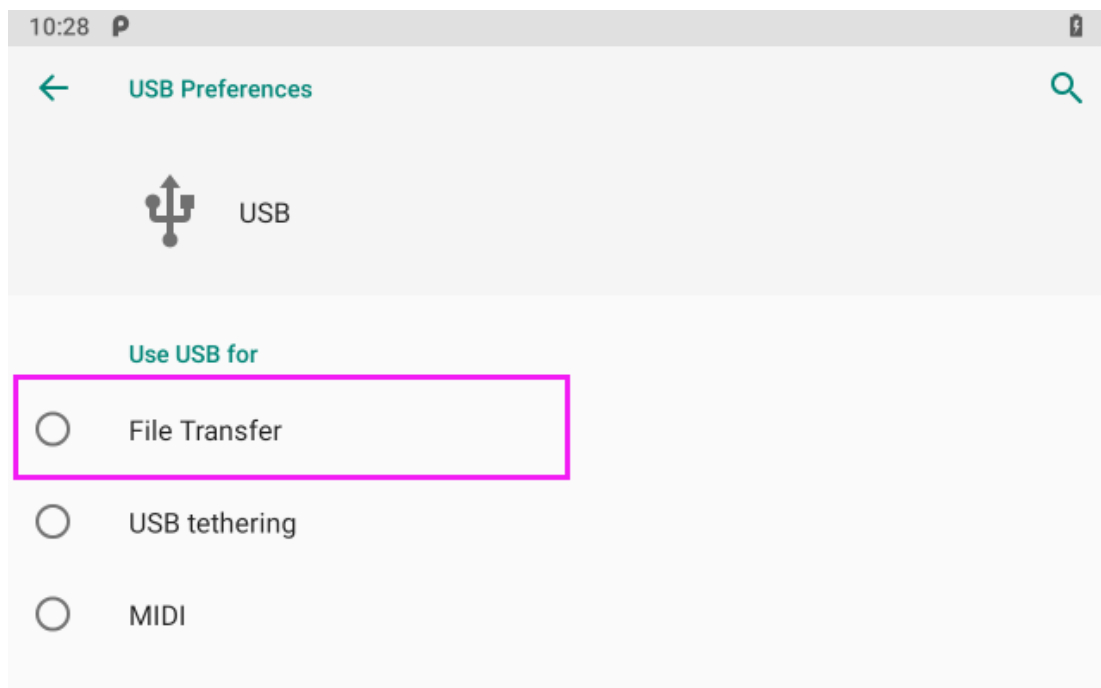 10:28
USB Preferences
USB
Use USB for
File Transfer
USB tethering
MIDI